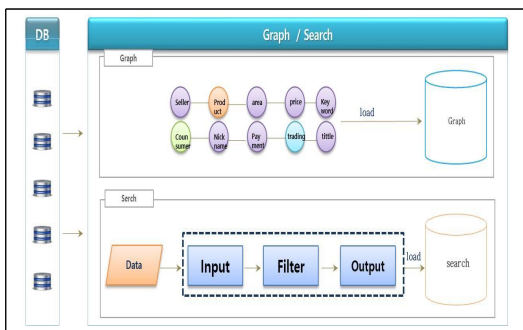 DB
Graph / Search
Graph
Seller
Prod
uct
area
price
Key
word
load
Graph
Coun
sumer
Nick
name
Pay
ment
trading
tittle
Serch
Data
Input
Filter
Output
load
search